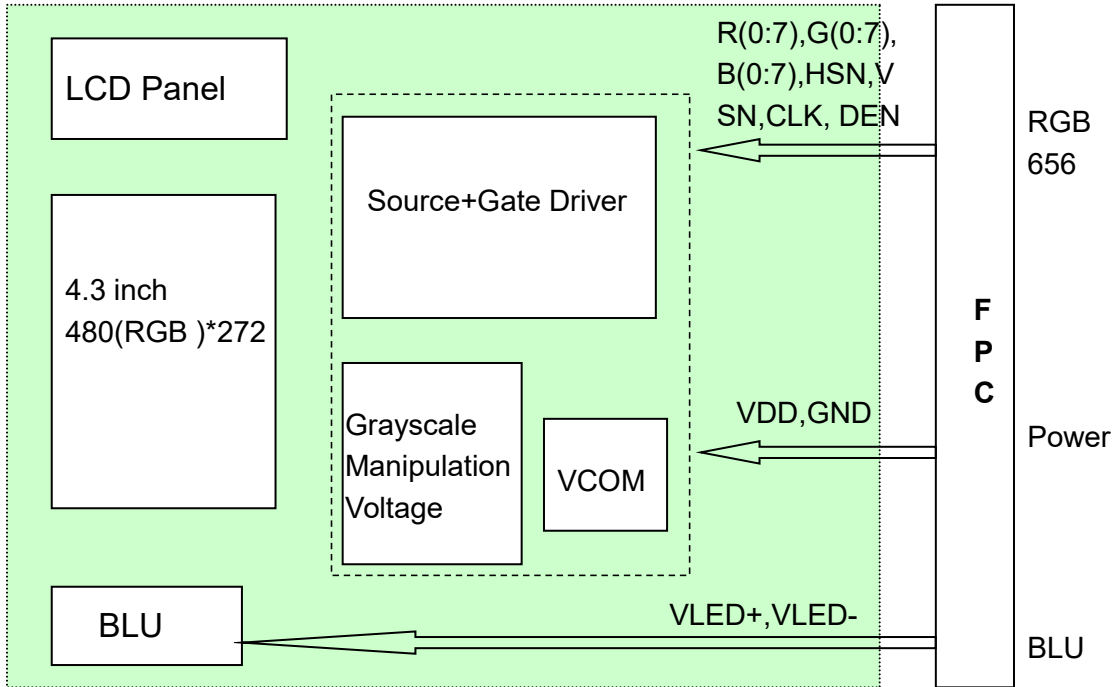 R(0:7),G(0:7),
B(0:7),HSN,V
SN,CLK, DEN
LCD Panel
RGB
656
Source+Gate Driver
4.3 inch
480(RGB )*272
F
P
C
VDD,GND
Power
Grayscale
Manipulation
Voltage
VCOM
VLED+,VLED-
BLU
BLU